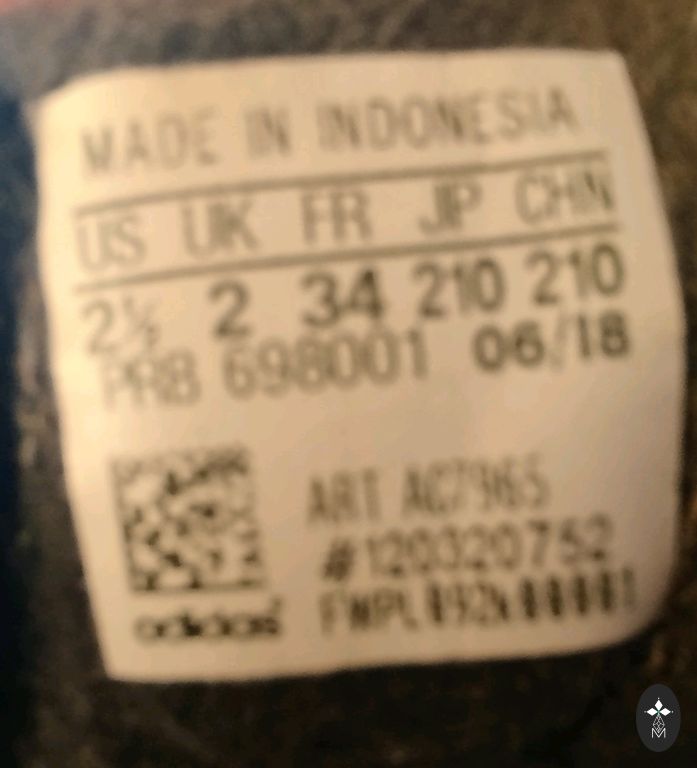 MADE IN INDONESIA
US UK FR JP CHN
2½ 2 34 210 210
PRB 698001 06/18
ART AC7965
#120320752
adidas